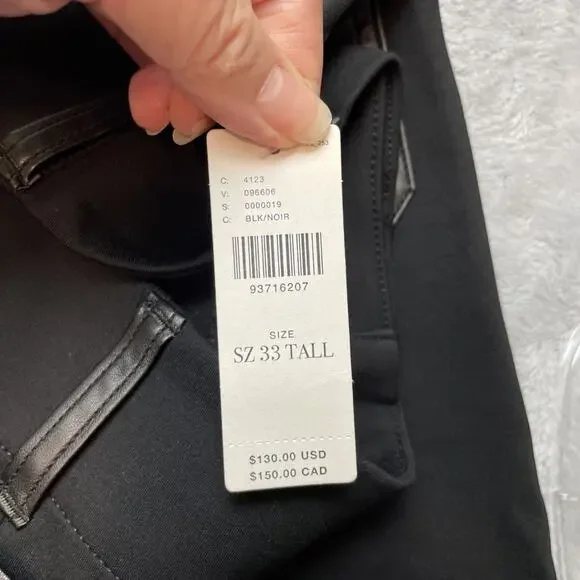 C: 4123
V: 096606
S: 0000019
C: BLK/NOIR
93716207
SIZE
SZ 33 TALL
$130.00 USD
$150.00 CAD